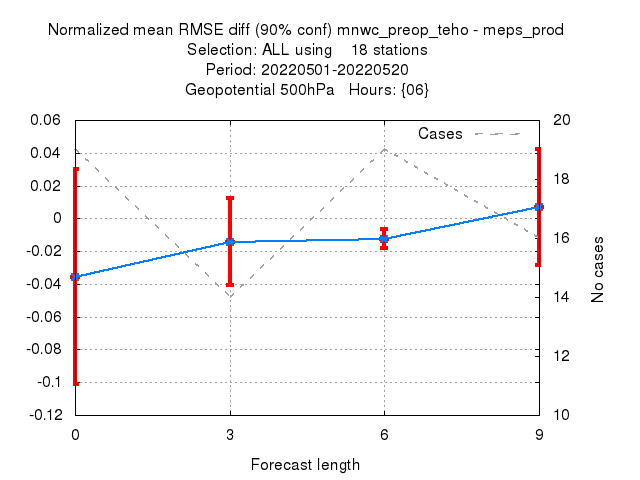 Normalized mean RMSE diff (90% conf) mnwc_preop_teho - meps_prod
Selection: ALL using 18 stations
Period: 20220501-20220520
Geopotential 500hPa Hours: {06}
Cases
0.06
0.04
0.02
0
-0.02
-0.04
-0.06
-0.08
-0.1
-0.12
20
18
16
14
12
10
No cases
0 3 6 9
Forecast length